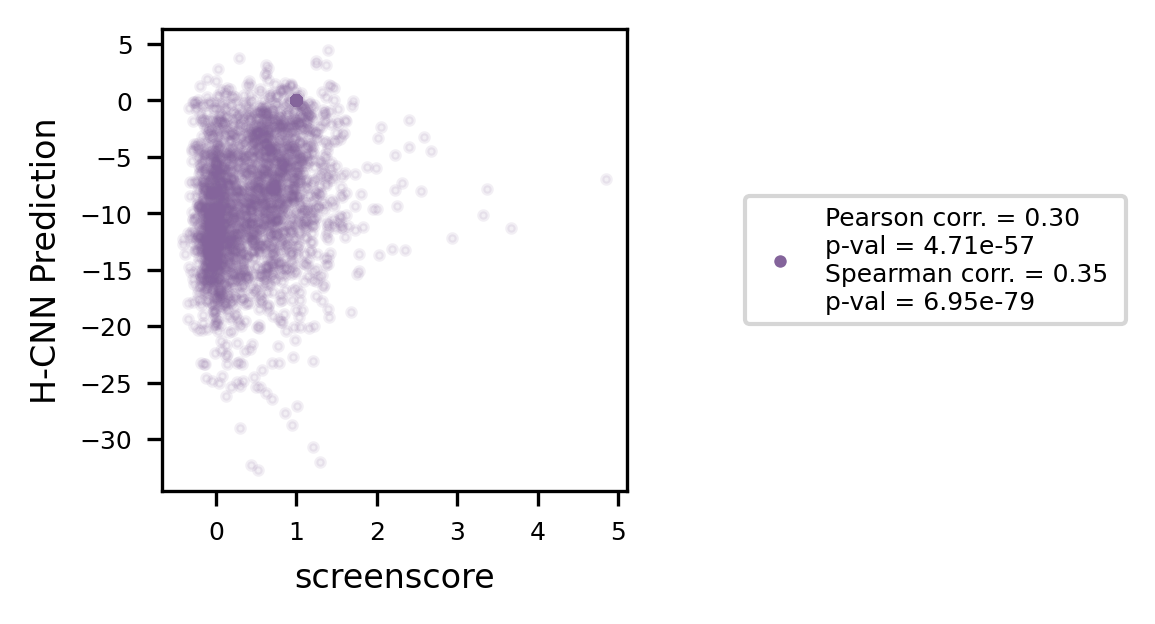 5
0
−5
−10
−15
−20
−25
−30
H-CNN Prediction
0 1 2 3 4 5
screenscore
Pearson corr. = 0.30
p-val = 4.71e-57
Spearman corr. = 0.35
p-val = 6.95e-79